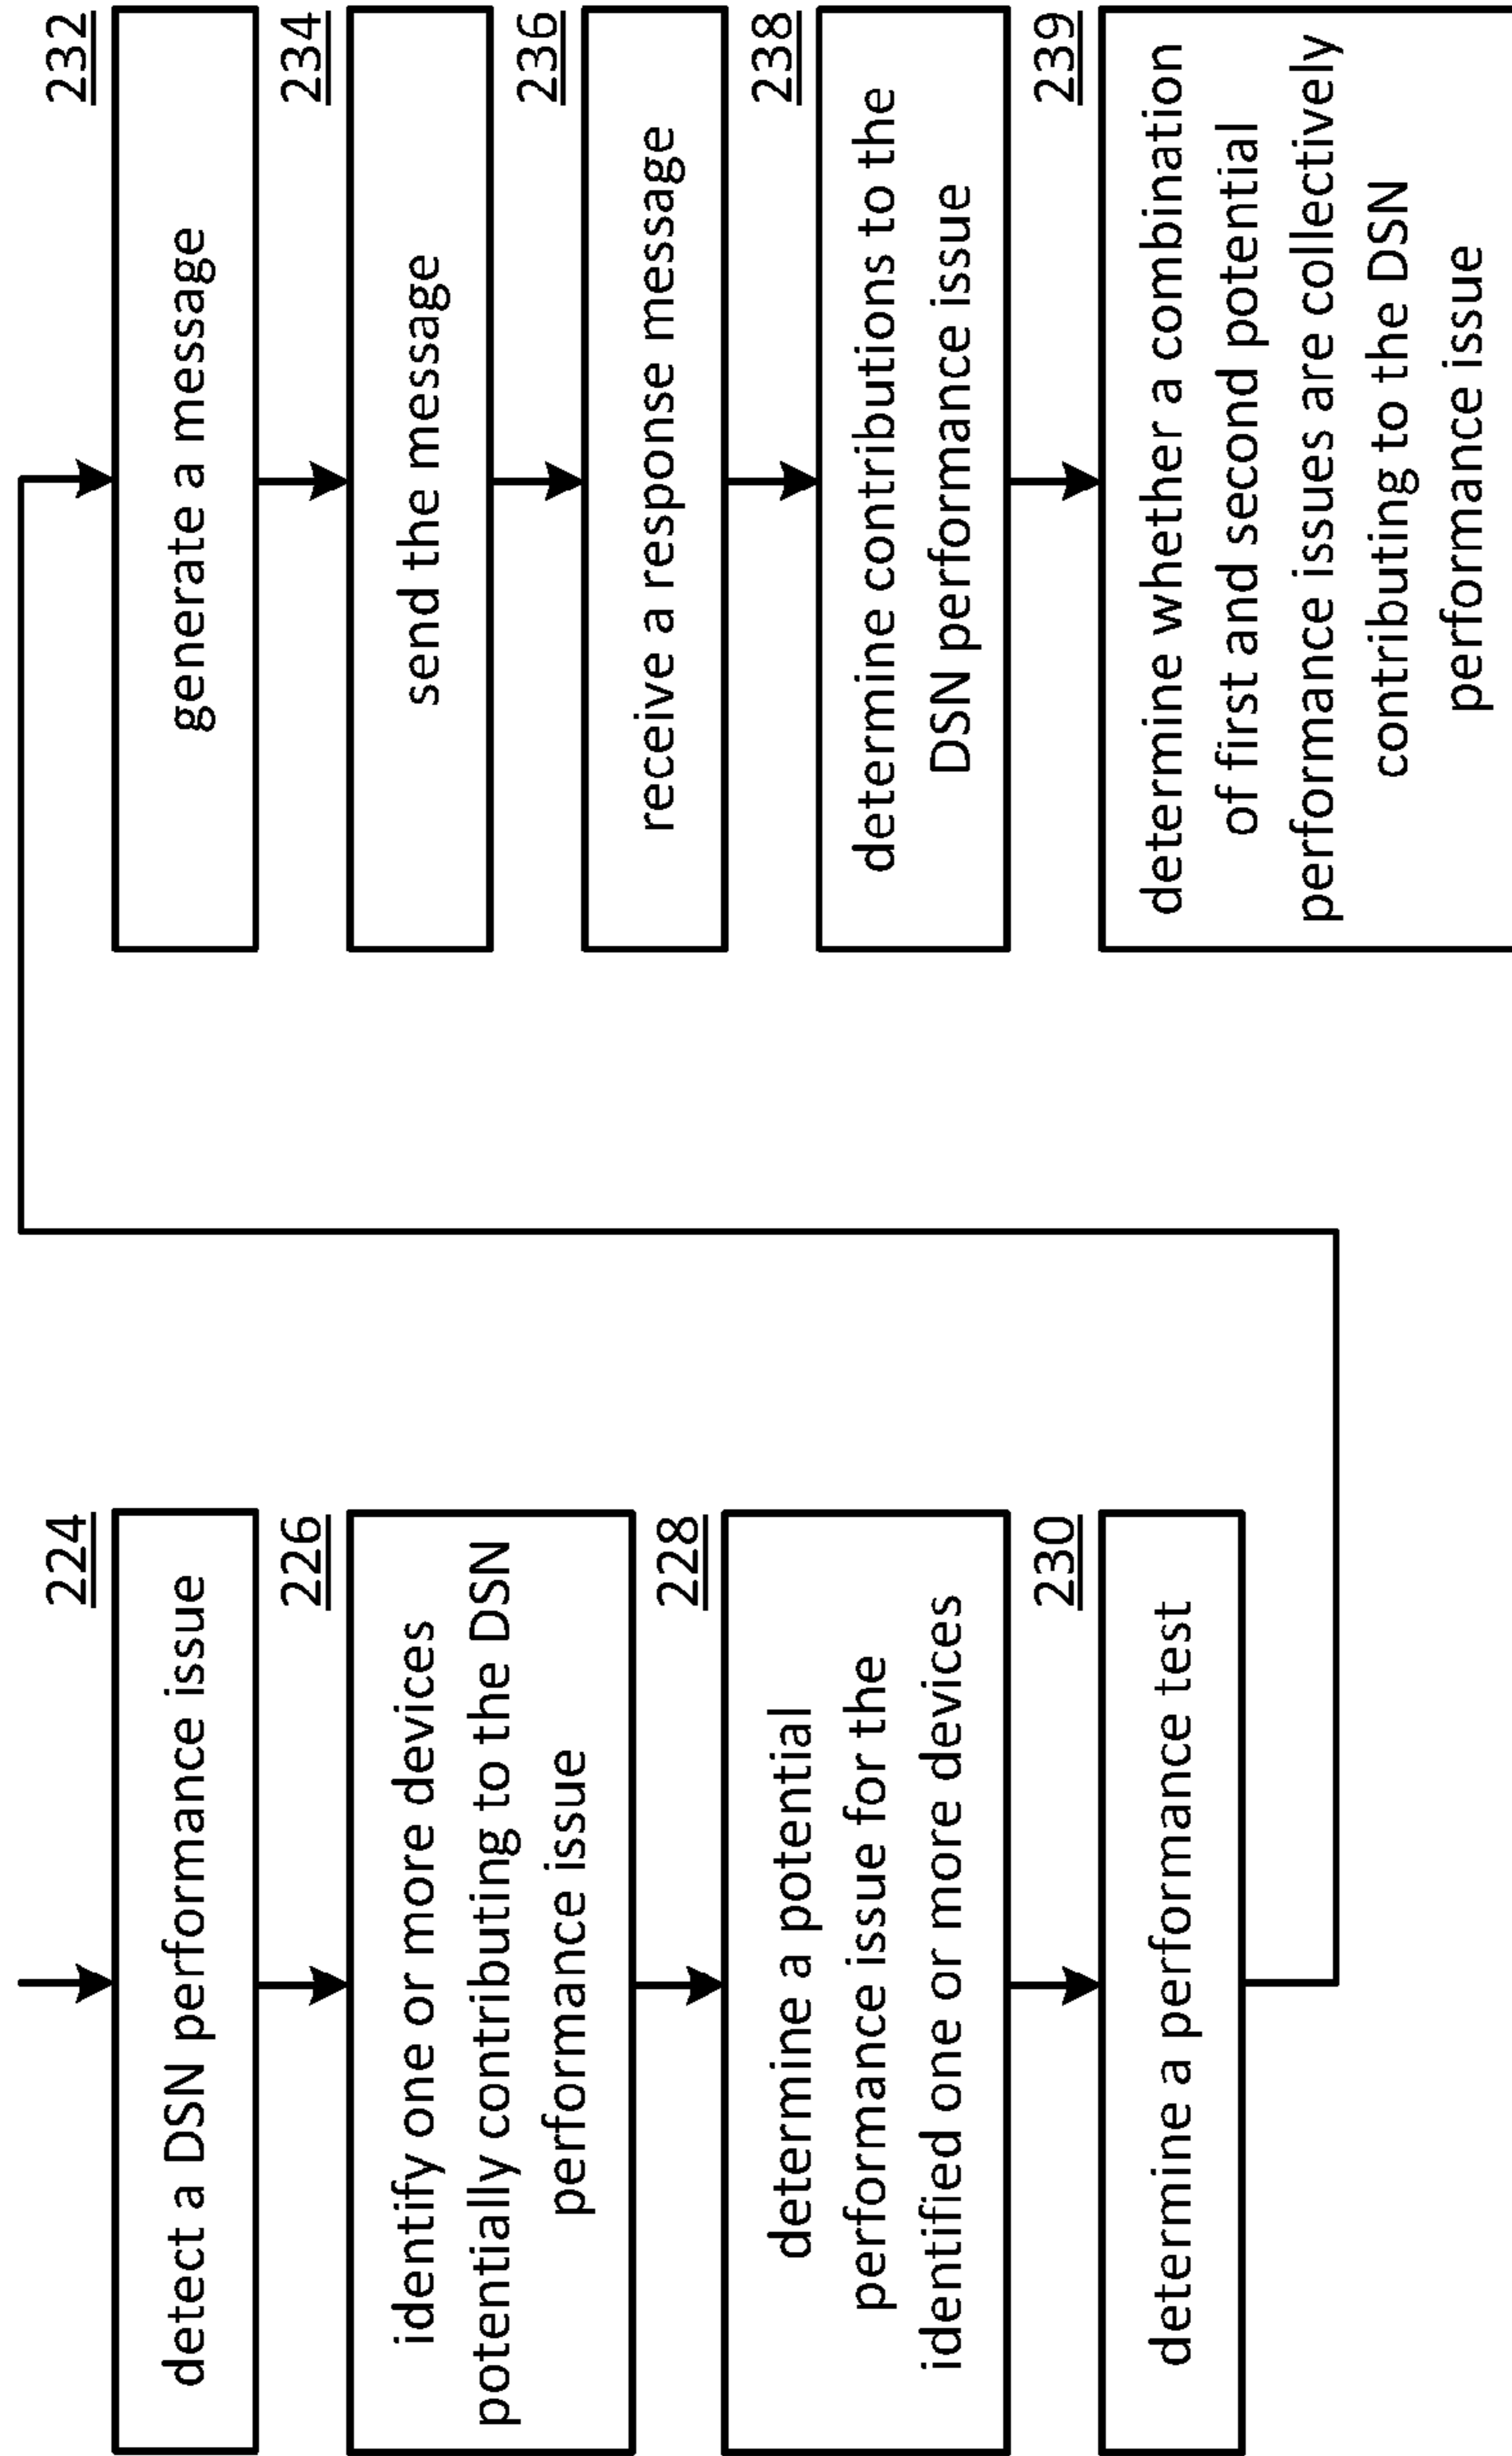 224
detect a DSN performance issue
226
identify one or more devices
potentially contributing to the DSN
performance issue
228
determine a potential
performance issue for the
identified one or more devices
230
determine a performance test
232
generate a message
234
send the message
236
receive a response message
238
determine contributions to the
DSN performance issue
239
determine whether a combination
of first and second potential
performance issues are collectively
contributing to the DSN
performance issue